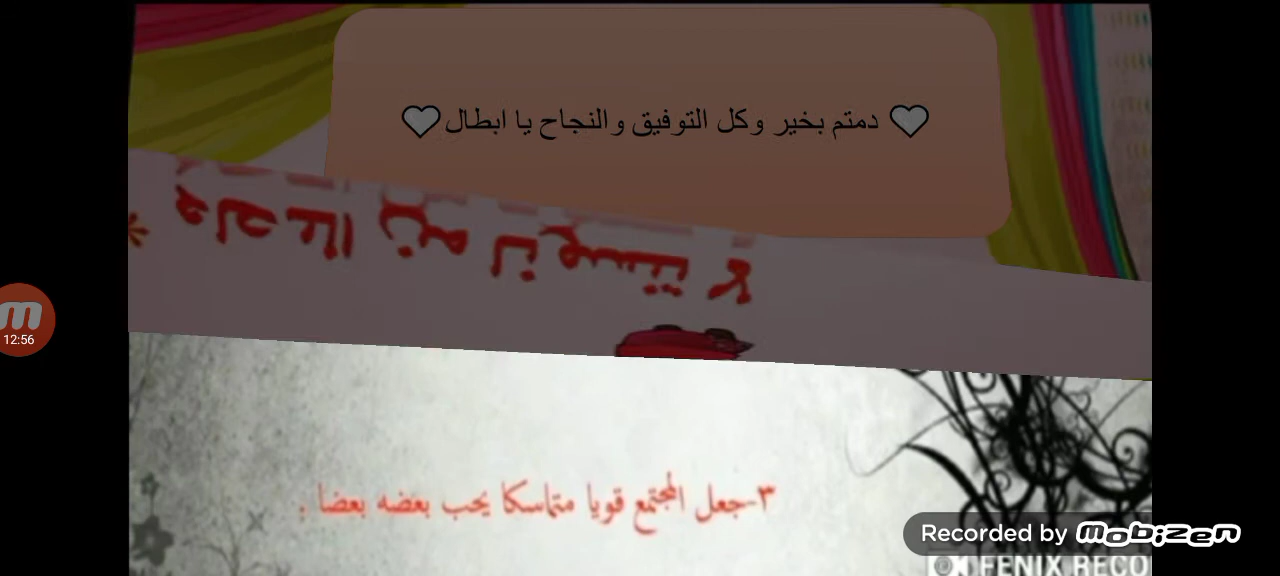 🤍 دمتم بخير وكل التوفيق والنجاح يا ابطال 🤍
12:56
٣-جعل المجتمع قويا متماسكا يحب بعضه بعضا .
Recorded by mobizen
FENIX RECO